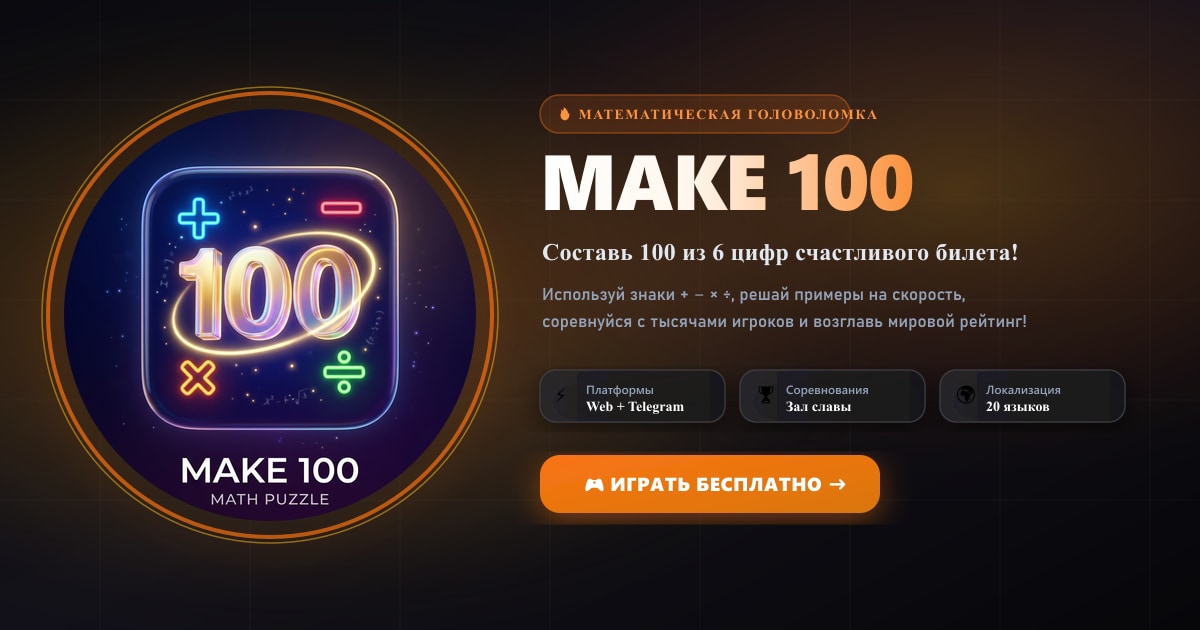 МАТЕМАТИЧЕСКАЯ ГОЛОВОЛОМКА
MAKE 100
Составь 100 из 6 цифр счастливого билета!
Используй знаки + − × ÷, решай примеры на скорость,
соревнуйся с тысячами игроков и возглавь мировой рейтинг!
Платформы
Web + Telegram
Соревнования
Зал славы
Локализация
20 языков
ИГРАТЬ БЕСПЛАТНО →
100
MAKE 100
MATH PUZZLE